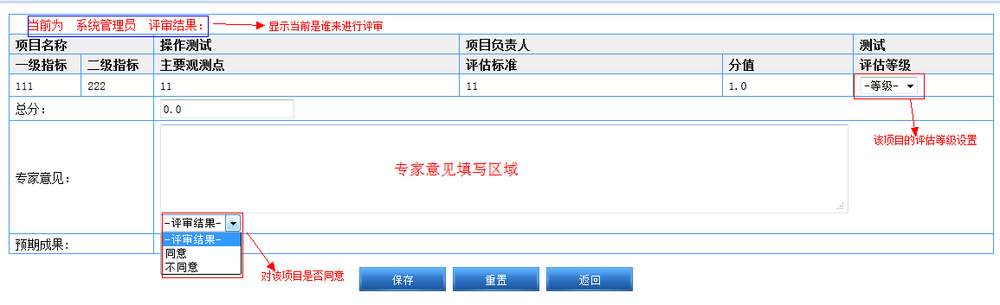 当前为 系统管理员 评审结果： 显示当前是谁来进行评审
项目名称 操作测试 项目负责人 测试
一级指标 二级指标 主要观测点 评估标准 分值 评估等级
111 222 11 11 1.0 -等级-
总分： 0.0
该项目的评估等级设置
专家意见填写区域
专家意见：
-评审结果-
-评审结果-
预期成果：
同意
不同意
对该项目是否同意
保存 重置 返回